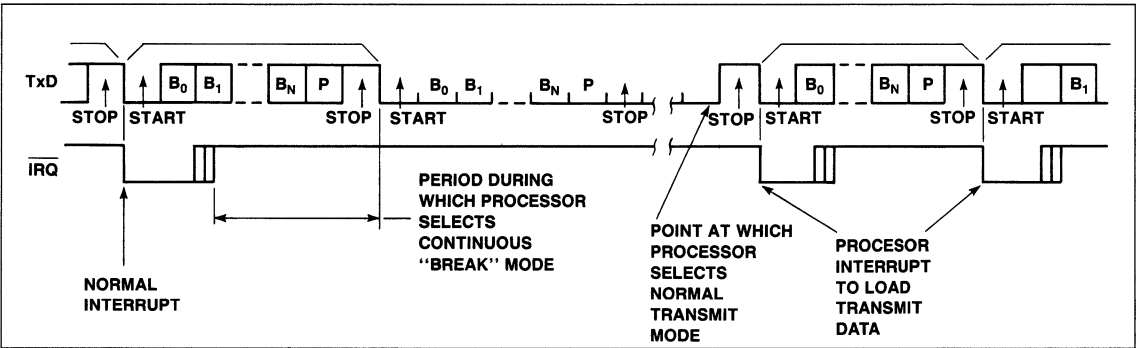 TxD B₀ B₁ Bₙ P B₀ B₁ Bₙ P B₀ Bₙ P B₁
STOP START STOP START STOP STOP START STOP START
IRQ
NORMAL
INTERRUPT
PERIOD DURING
WHICH PROCESSOR
SELECTS
CONTINUOUS
‘‘BREAK’’ MODE
POINT AT WHICH
PROCESSOR
SELECTS
NORMAL
TRANSMIT
MODE
PROCESOR
INTERRUPT
TO LOAD
TRANSMIT
DATA